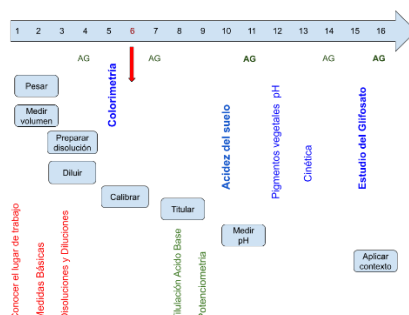 1 2 3 4 5 6 7 8 9 10 11 12 13 14 15 16
AG AG AG AG AG
Pesar
Medir
volumen
Preparar
disolución
Diluir
Calibrar
Titular
Medir
pH
Aplicar
contexto
Conocer el lugar de trabajo
Medidas Básicas
Disoluciones y Diluciones
Colorimetría
Titulación Acido Base
Potenciometría
Acidez del suelo
Pigmentos vegetales pH
Cinética
Estudio del Glifosato